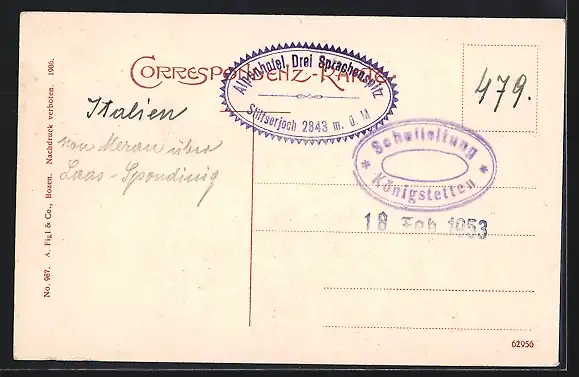 Correspondenz-Karte
Alpenhotel, Drei Sprachenspitz
Stilfserjoch 2843 m. ü. M
479.
Italien
von Meran über
Laas-Spondinig
Schulleitung
* Königstetten *
18 Feb 1953
No. 987. A. Figl & Co., Bozen. Nachdruck verboten. 1906.
62956